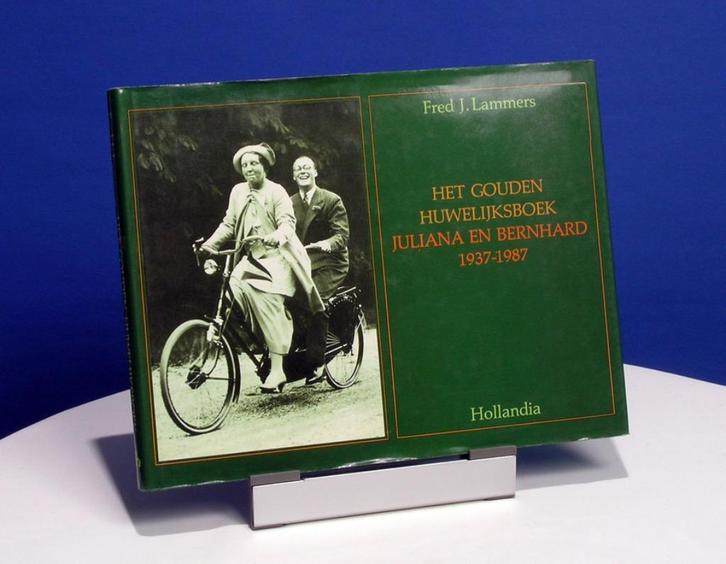 Fred J. Lammers
HET GOUDEN
HUWELIJKSBOEK
JULIANA EN BERNHARD
1937-1987
Hollandia